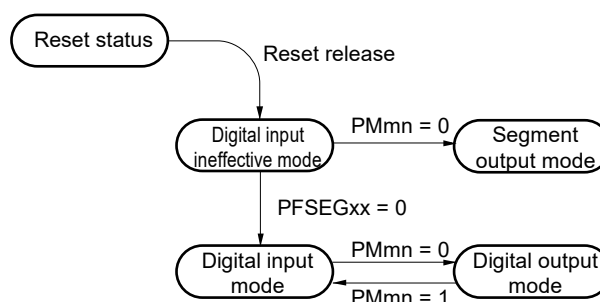 Reset status
Reset release
Digital input
ineffective mode
PMmn = 0
Segment
output mode
PFSEGxx = 0
Digital input
mode
PMmn = 0
Digital output
mode
PMmn = 1